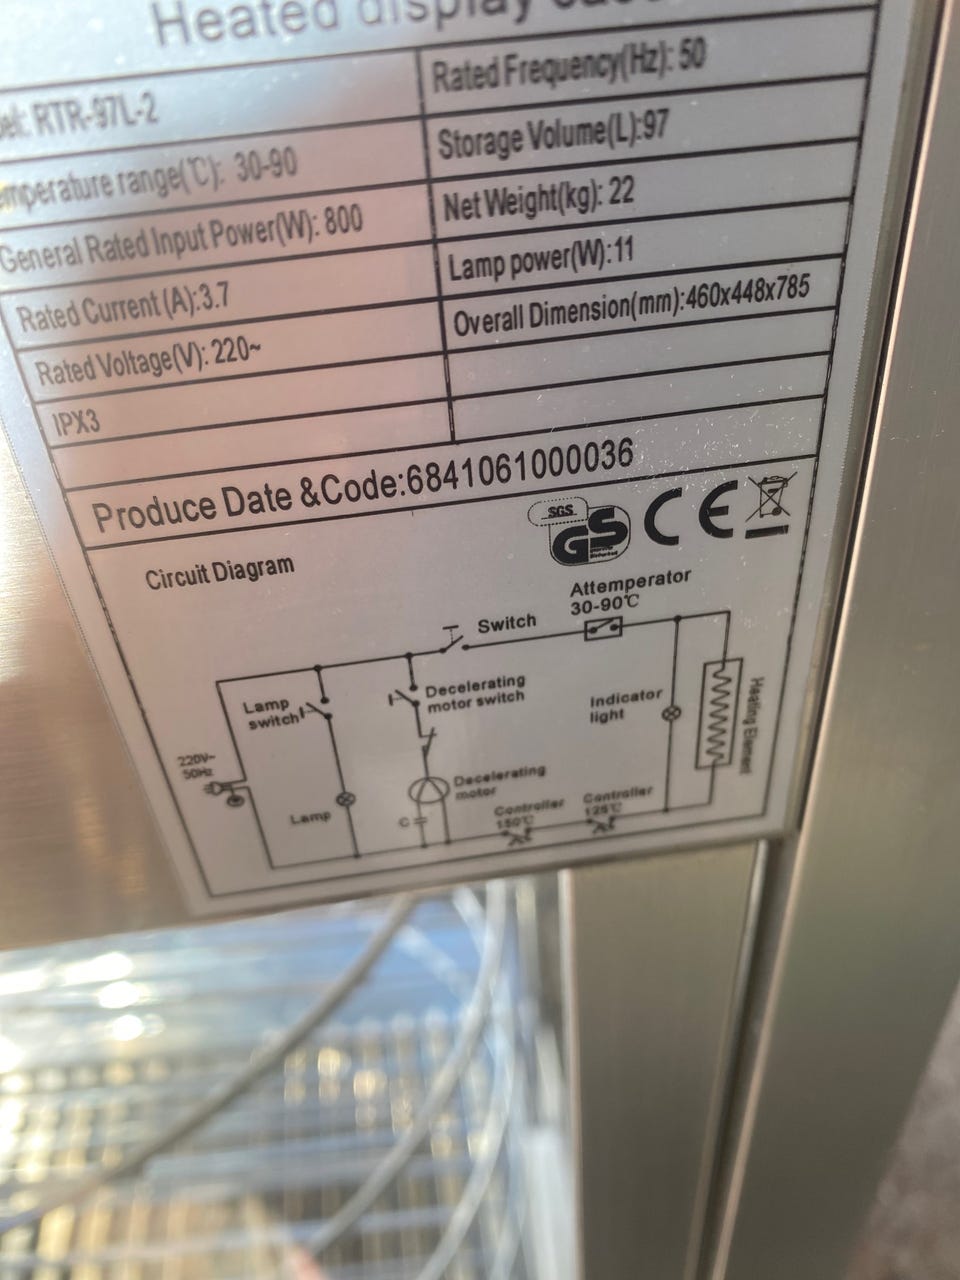 Heated display
RTR-97L-2
Rated Frequency(Hz): 50
temperature range(℃): 30-90
Storage Volume(L):97
General Rated Input Power(W): 800
Net Weight(kg): 22
Rated Current (A):3.7
Lamp power(W):11
Rated Voltage(V): 220~
Overall Dimension(mm):460x448x785
IPX3
Produce Date &Code:6841061000036
SGS
GS
CE
Circuit Diagram
Attemperator
30-90℃
Switch
Lamp
switch
Decelerating
motor switch
Indicator
light
Heating Element
220V~
50Hz
Lamp
Decelerating
motor
C
Controller
150℃
Controller
125℃